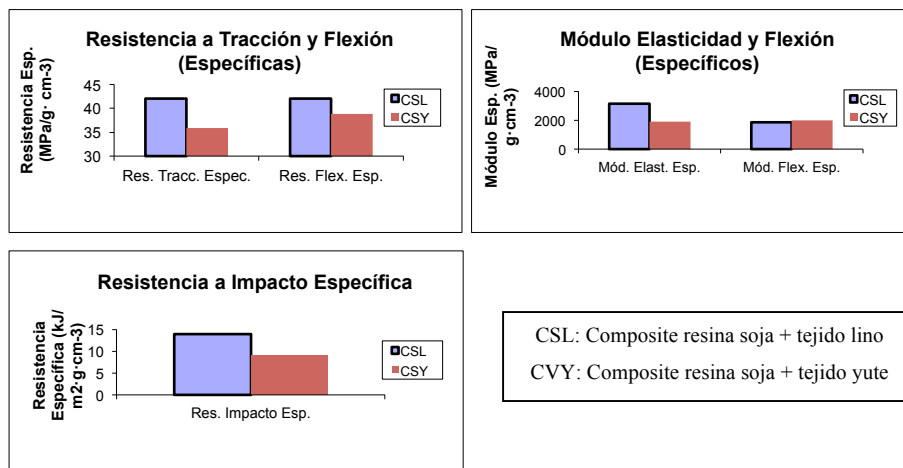 Resistencia a Tracción y Flexión
(Específicas)
Resistencia Esp.
(MPa/g· cm-3)
45
40
35
30
CSL
CSY
Res. Tracc. Espec.
Res. Flex. Esp.
Módulo Elasticidad y Flexión
(Específicos)
Módulo Esp. (MPa/
g·cm-3)
4000
2000
0
CSL
CSY
Mód. Elast. Esp.
Mód. Flex. Esp.
Resistencia a Impacto Específica
Resistencia
Específica (kJ/
m2·g·cm-3)
15
10
5
0
CSL
CSY
Res. Impacto Esp.
CSL: Composite resina soja + tejido lino
CVY: Composite resina soja + tejido yute